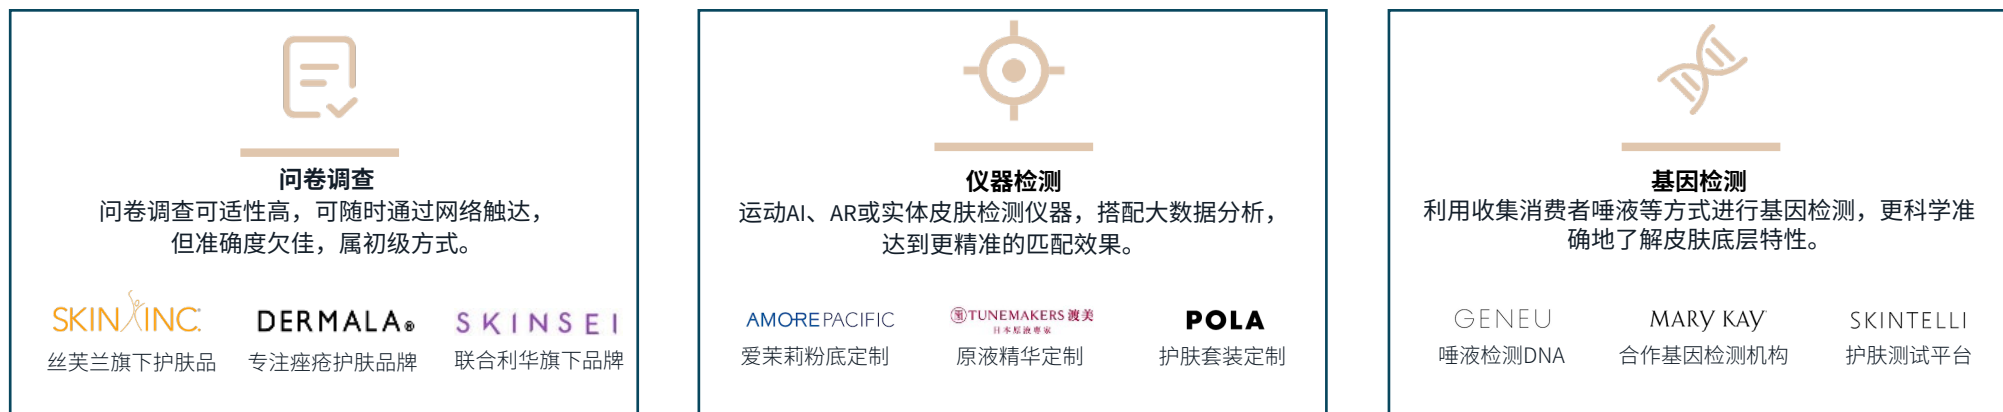 问卷调查
问卷调查可适性高，可随时通过网络触达，
但准确度欠佳，属初级方式。
SKIN INC.
DERMALA®
SKINSEI
丝芙兰旗下护肤品
专注痤疮护肤品牌
联合利华旗下品牌
仪器检测
运动AI、AR或实体皮肤检测仪器，搭配大数据分析，
达到更精准的匹配效果。
AMOREPACIFIC
TUNEMAKERS 渡美
日本原液専家
POLA
爱茉莉粉底定制
原液精华定制
护肤套装定制
基因检测
利用收集消费者唾液等方式进行基因检测，更科学准
确地了解皮肤底层特性。
GENEU
MARY KAY
SKINTELLI
唾液检测DNA
合作基因检测机构
护肤测试平台